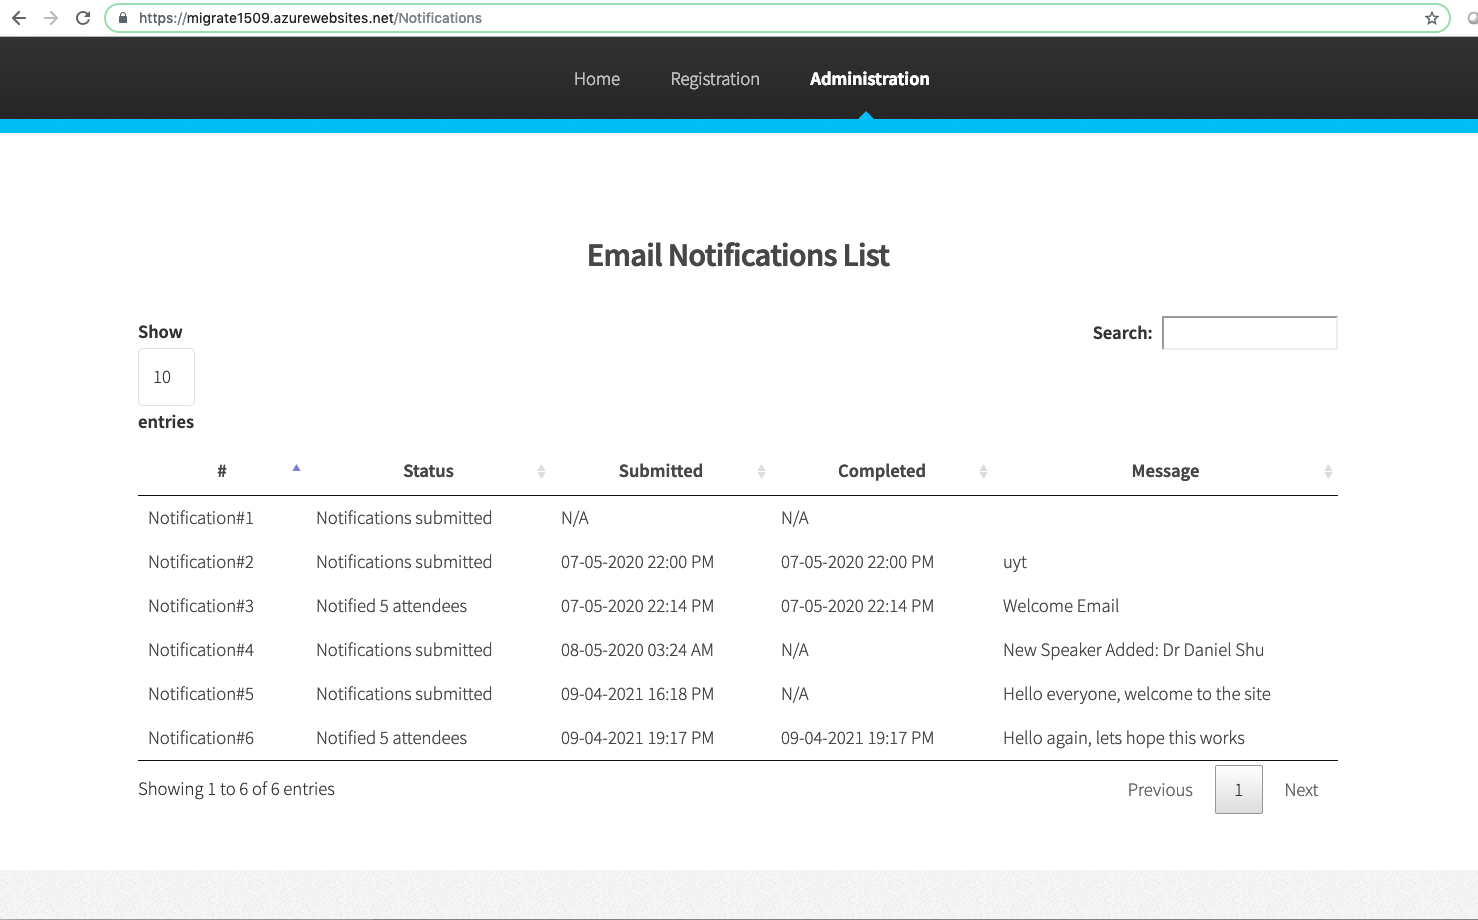 https://migrate1509.azurewebsites.net/Notifications
Home Registration Administration
Email Notifications List
Show
10
entries
Search:
# Status Submitted Completed Message
Notification#1 Notifications submitted N/A N/A
Notification#2 Notifications submitted 07-05-2020 22:00 PM 07-05-2020 22:00 PM uyt
Notification#3 Notified 5 attendees 07-05-2020 22:14 PM 07-05-2020 22:14 PM Welcome Email
Notification#4 Notifications submitted 08-05-2020 03:24 AM N/A New Speaker Added: Dr Daniel Shu
Notification#5 Notifications submitted 09-04-2021 16:18 PM N/A Hello everyone, welcome to the site
Notification#6 Notified 5 attendees 09-04-2021 19:17 PM 09-04-2021 19:17 PM Hello again, lets hope this works
Showing 1 to 6 of 6 entries
Previous 1 Next